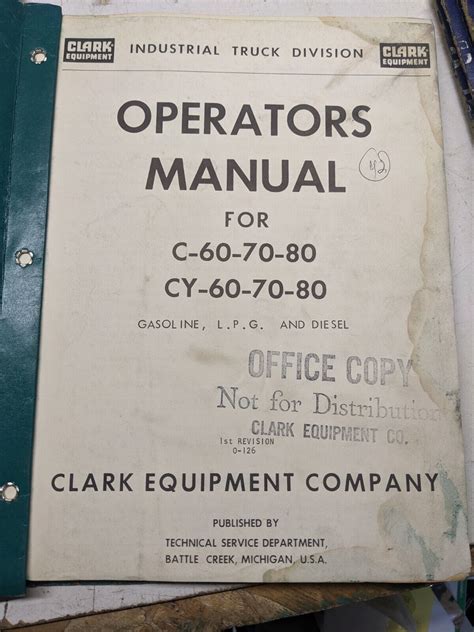 CLARK
EQUIPMENT
INDUSTRIAL TRUCK DIVISION
CLARK
EQUIPMENT
OPERATORS
MANUAL
FOR
C-60-70-80
CY-60-70-80
GASOLINE, L.P.G. AND DIESEL
OFFICE COPY
Not for Distribution
CLARK EQUIPMENT CO.
1st REVISION
O-126
CLARK EQUIPMENT COMPANY
PUBLISHED BY
TECHNICAL SERVICE DEPARTMENT,
BATTLE CREEK, MICHIGAN, U.S.A.